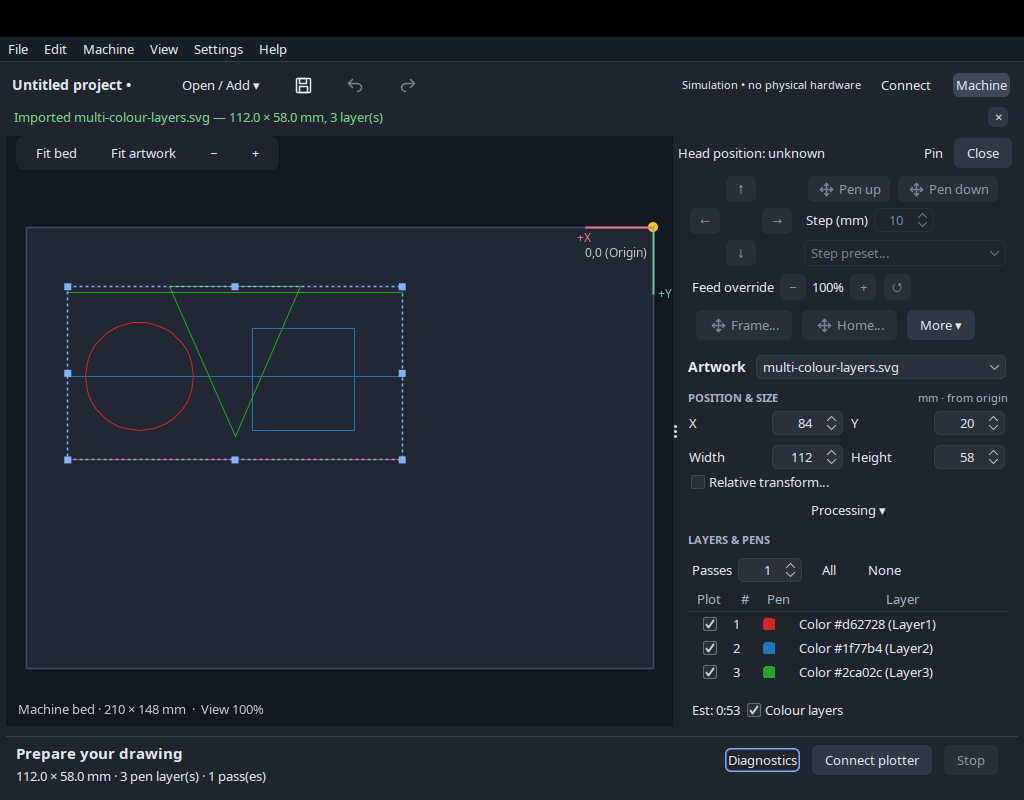 File Edit Machine View Settings Help
Untitled project • Open / Add ▾ Simulation • no physical hardware Connect Machine
Imported multi-colour-layers.svg — 112.0 × 58.0 mm, 3 layer(s) ×
Fit bed Fit artwork − + Head position: unknown Pin Close
↑ Pen up Pen down
← → Step (mm) 10
↓ Step preset...
+X
0,0 (Origin)
+Y
Feed override − 100% + ↺
Frame... Home... More ▾
Artwork multi-colour-layers.svg
POSITION & SIZE mm · from origin
X 84 Y 20
Width 112 Height 58
Relative transform...
Processing ▾
LAYERS & PENS
Passes 1 All None
Plot # Pen Layer
1 Color #d62728 (Layer1)
2 Color #1f77b4 (Layer2)
3 Color #2ca02c (Layer3)
Machine bed · 210 × 148 mm · View 100% Est: 0:53 Colour layers
Prepare your drawing
112.0 × 58.0 mm · 3 pen layer(s) · 1 pass(es) Diagnostics Connect plotter Stop